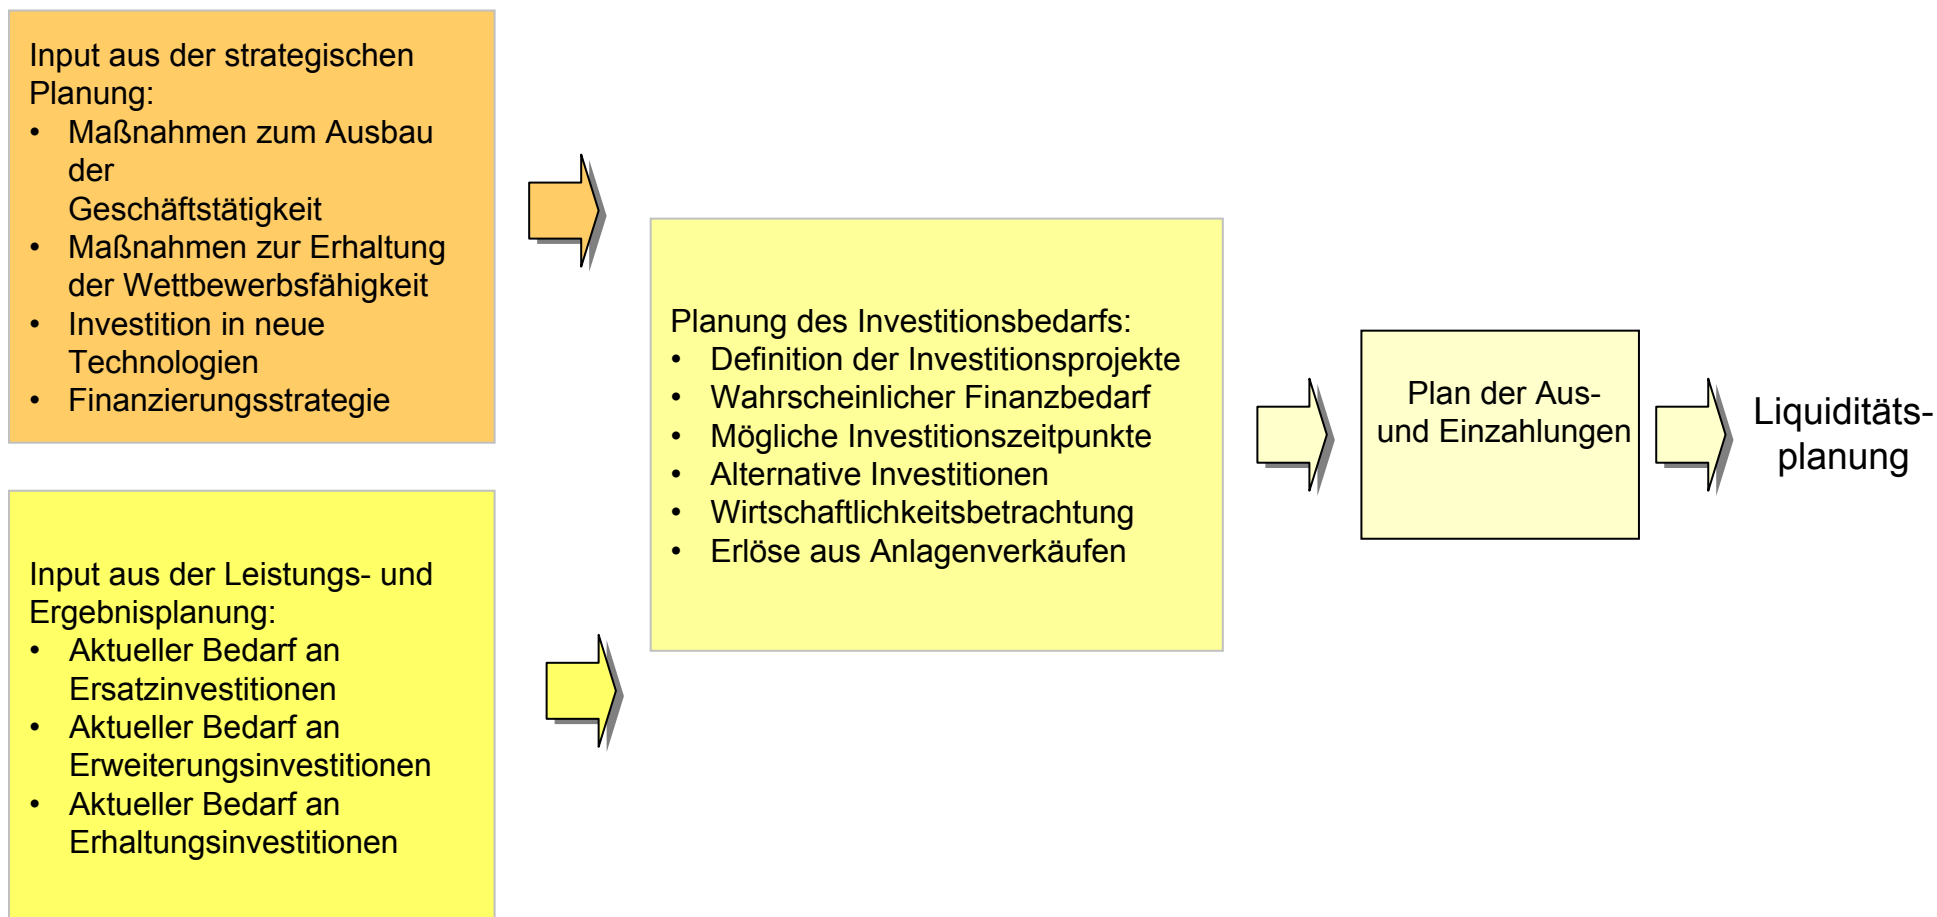 Input aus der strategischen
Planung:
• Maßnahmen zum Ausbau
der
Geschäftstätigkeit
• Maßnahmen zur Erhaltung
der Wettbewerbsfähigkeit
• Investition in neue
Technologien
• Finanzierungsstrategie
Input aus der Leistungs- und
Ergebnisplanung:
• Aktueller Bedarf an
Ersatzinvestitionen
• Aktueller Bedarf an
Erweiterungsinvestitionen
• Aktueller Bedarf an
Erhaltungsinvestitionen
Planung des Investitionsbedarfs:
• Definition der Investitionsprojekte
• Wahrscheinlicher Finanzbedarf
• Mögliche Investitionszeitpunkte
• Alternative Investitionen
• Wirtschaftlichkeitsbetrachtung
• Erlöse aus Anlagenverkäufen
Plan der Aus-
und Einzahlungen
Liquiditäts-
planung